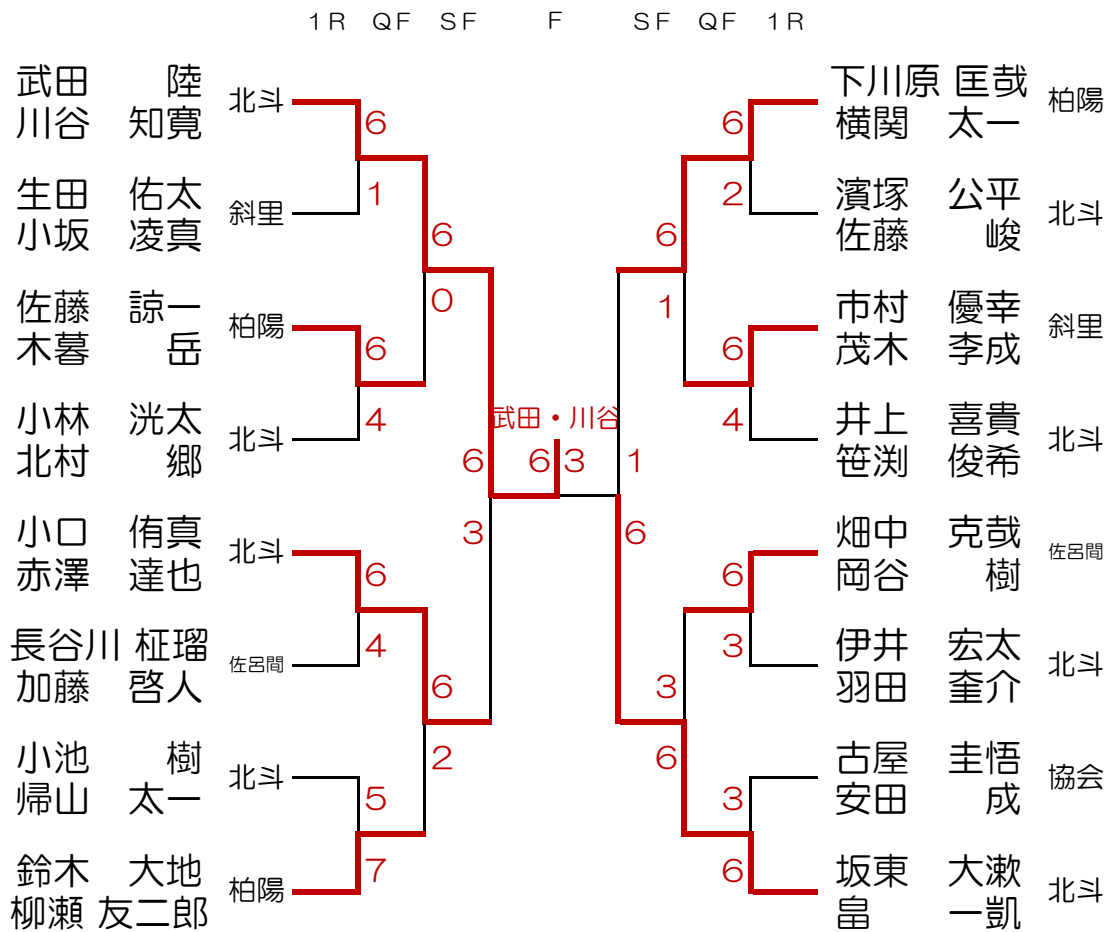 １Ｒ ＱＦ ＳＦ Ｆ ＳＦ ＱＦ １Ｒ
武田 陸
川谷 知寛
北斗
6
1
生田 佑太
小坂 凌真
斜里
6
0
佐藤 諒一
木暮 岳
柏陽
6
4
小林 洸太
北村 郷
北斗
6
3
小口 侑真
赤澤 達也
北斗
6
4
長谷川 柾瑠
加藤 啓人
佐呂間
6
2
小池 樹
帰山 太一
北斗
5
7
鈴木 大地
柳瀬 友二郎
柏陽
武田・川谷
6 3
下川原 匡哉
横関 太一
柏陽
6
2
濱塚 公平
佐藤 峻
北斗
6
1
市村 優幸
茂木 李成
斜里
6
4
井上 喜貴
笹渕 俊希
北斗
1
6
畑中 克哉
岡谷 樹
佐呂間
6
3
伊井 宏太
羽田 奎介
北斗
3
6
古屋 圭悟
安田 成
協会
3
6
坂東 大漱
畠 一凱
北斗